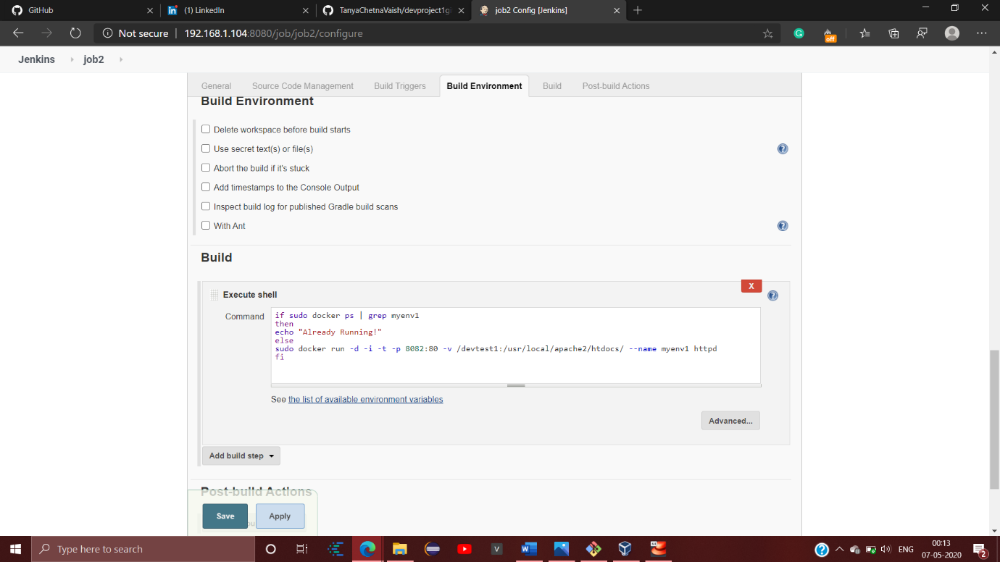 GitHub
(1) LinkedIn
TanyaChetnaVaish/devproject1gi
job2 Config [Jenkins]
Not secure | 192.168.1.104:8080/job/job2/configure
off
Jenkins
job2
General
Source Code Management
Build Triggers
Build Environment
Build
Post-build Actions
Build Environment
Delete workspace before build starts
Use secret text(s) or file(s)
Abort the build if it's stuck
Add timestamps to the Console Output
Inspect build log for published Gradle build scans
With Ant
Build
X
Execute shell
Command
if sudo docker ps | grep myenv1
then
echo "Already Running!"
else
sudo docker run -d -i -t -p 8082:80 -v /devtest1:/usr/local/apache2/htdocs/ --name myenv1 httpd
fi
See the list of available environment variables
Advanced...
Add build step
Post-build Actions
Save
Apply
Type here to search
ENG
00:13
07-05-2020
2